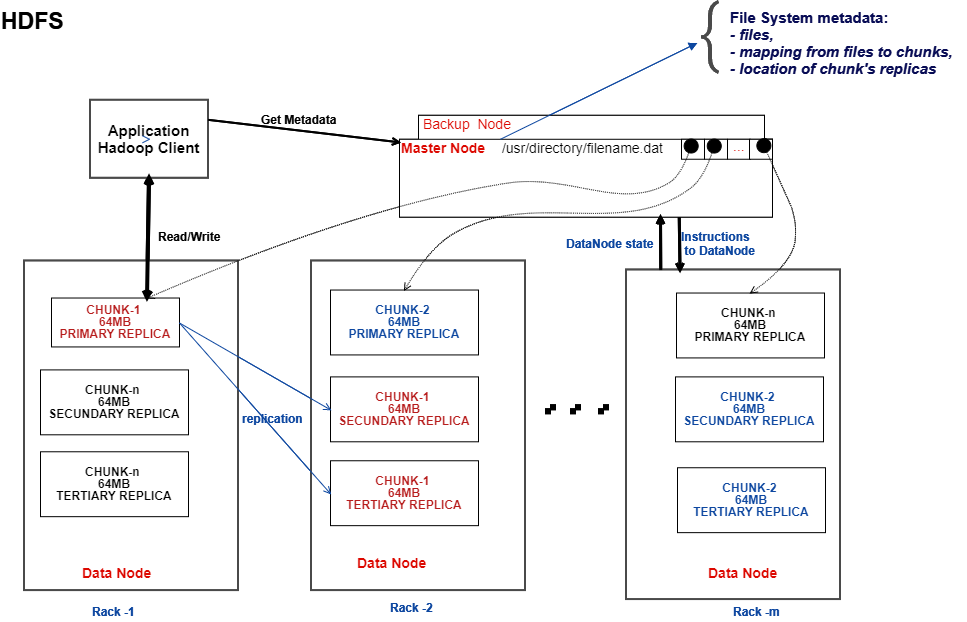 HDFS
File System metadata:
- files,
- mapping from files to chunks,
- location of chunk's replicas
Application
Hadoop Client
Get Metadata
Backup Node
Master Node /usr/directory/filename.dat ...
Read/Write
DataNode state
Instructions
to DataNode
CHUNK-1
64MB
PRIMARY REPLICA
CHUNK-n
64MB
SECUNDARY REPLICA
CHUNK-n
64MB
TERTIARY REPLICA
Data Node
Rack -1
replication
CHUNK-2
64MB
PRIMARY REPLICA
CHUNK-1
64MB
SECUNDARY REPLICA
CHUNK-1
64MB
TERTIARY REPLICA
Data Node
Rack -2
CHUNK-n
64MB
PRIMARY REPLICA
CHUNK-2
64MB
SECUNDARY REPLICA
CHUNK-2
64MB
TERTIARY REPLICA
Data Node
Rack -m